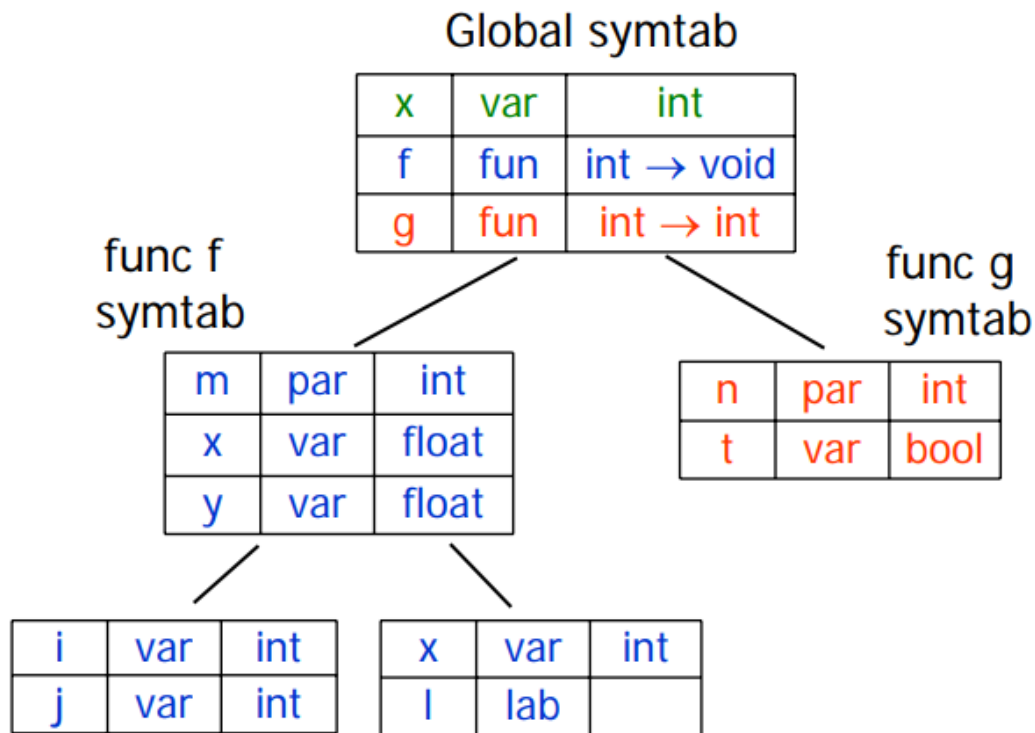 Global symtab
x var int
f fun int → void
g fun int → int
func f
symtab
func g
symtab
m par int
x var float
y var float
n par int
t var bool
i var int
j var int
x var int
l lab